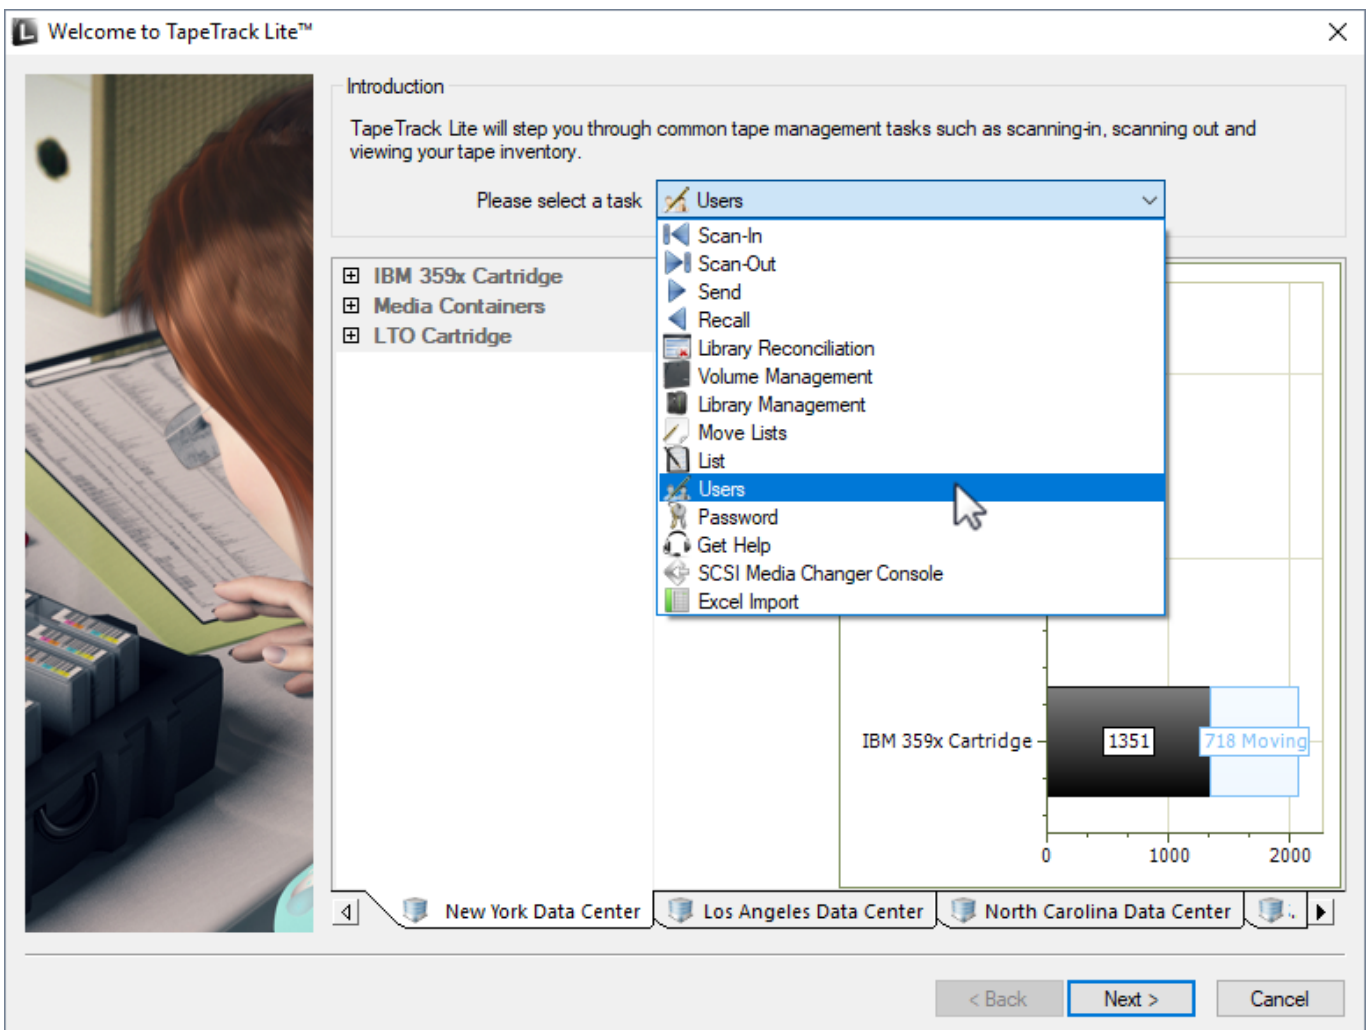 Welcome to TapeTrack Lite™
Introduction
TapeTrack Lite will step you through common tape management tasks such as scanning-in, scanning out and
viewing your tape inventory.
Please select a task
Users
Scan-In
Scan-Out
Send
Recall
Library Reconciliation
Volume Management
Library Management
Move Lists
List
Users
Password
Get Help
SCSI Media Changer Console
Excel Import
IBM 359x Cartridge
Media Containers
LTO Cartridge
IBM 359x Cartridge
1351
718 Moving
0 1000 2000
New York Data Center
Los Angeles Data Center
North Carolina Data Center
< Back
Next >
Cancel